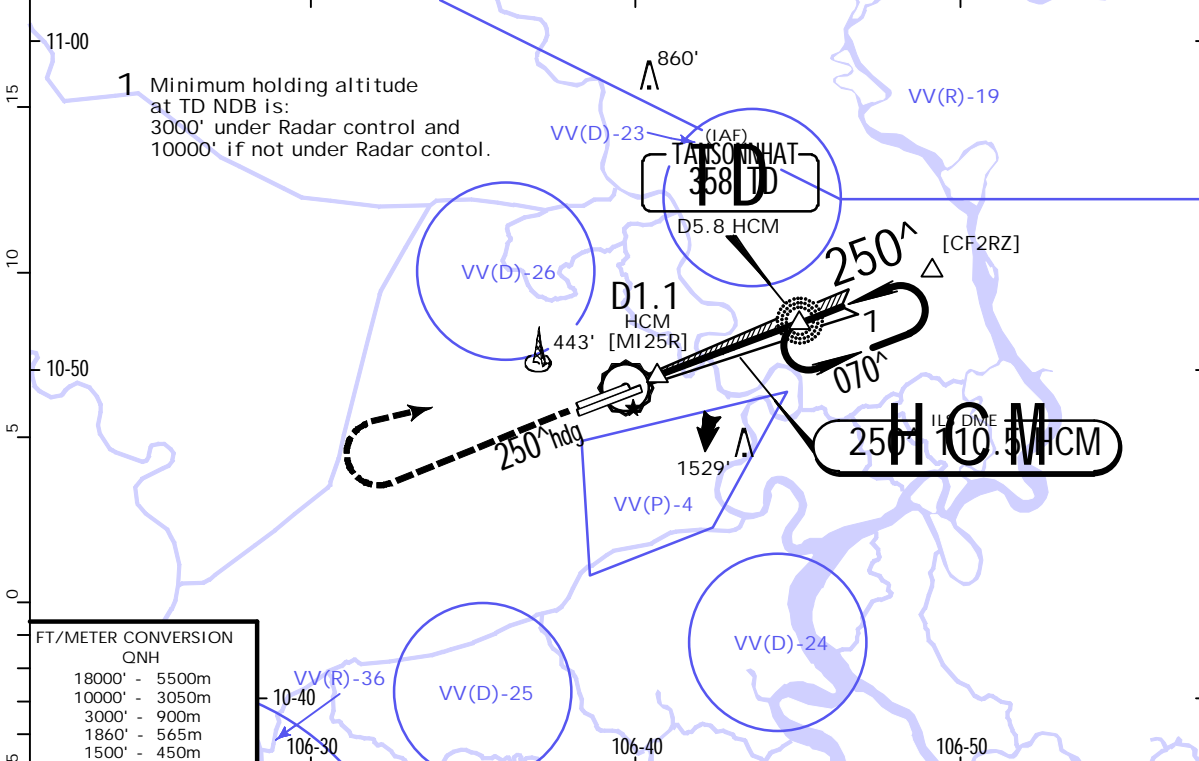 11-00
860'
15
1 Minimum holding altitude
at TD NDB is:
3000' under Radar control and
10000' if not under Radar contol.
VV(R)-19
VV(D)-23
(IAF)
TANSONNHAT
TD
358 TD
D5.8 HCM
250^
[CF2RZ]
10
VV(D)-26
D1.1
HCM
[MI25R]
443'
1
070^
10-50
5
250^hdg
1529'
HCM
ILS DME
250^ 110.5 HCM
VV(P)-4
0
FT/METER CONVERSION
QNH
18000' - 5500m
10000' - 3050m
3000' - 900m
1860' - 565m
1500' - 450m
VV(R)-36
10-40
VV(D)-25
VV(D)-24
5
106-30
106-40
106-50